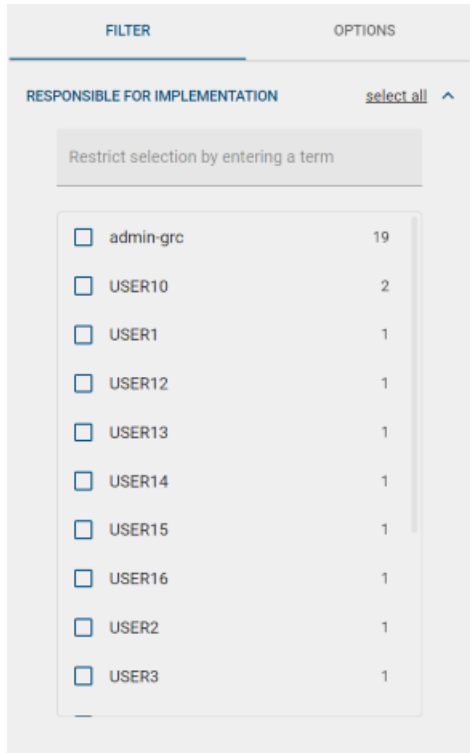 FILTER OPTIONS
RESPONSIBLE FOR IMPLEMENTATION select all
Restrict selection by entering a term
admin-grc 19
USER10 2
USER1 1
USER12 1
USER13 1
USER14 1
USER15 1
USER16 1
USER2 1
USER3 1